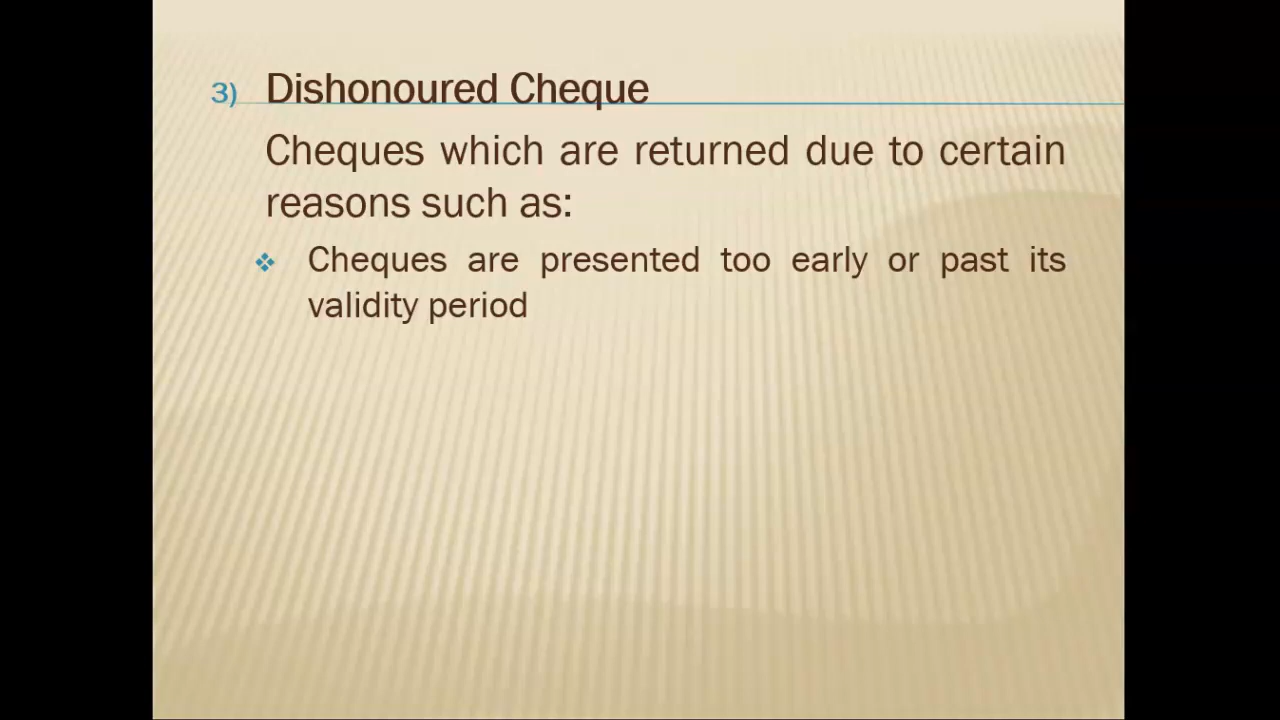 3) Dishonoured Cheque
Cheques which are returned due to certain
reasons such as:
❖ Cheques are presented too early or past its
validity period